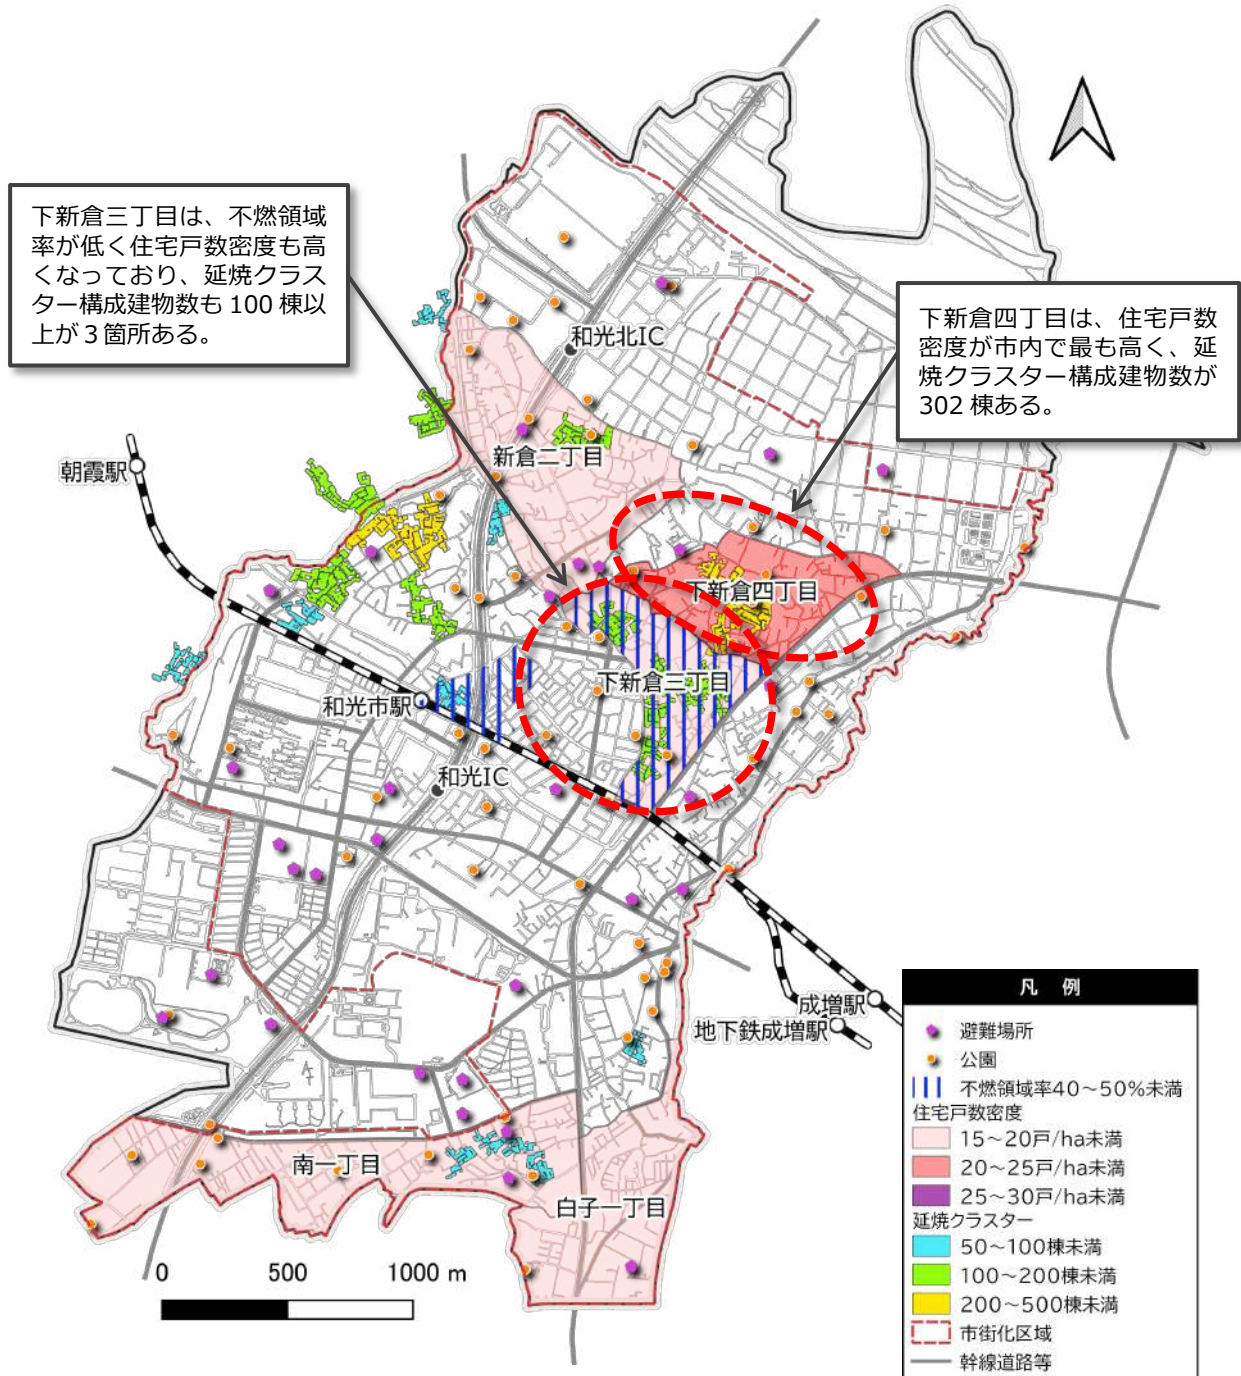 下新倉三丁目は、不燃領域
率が低く住宅戸数密度も高
くなっており、延焼クラス
ター構成建物数も 100 棟以
上が 3 箇所ある。
下新倉四丁目は、住宅戸数
密度が市内で最も高く、延
焼クラスター構成建物数が
302 棟ある。
和光北IC
新倉二丁目
朝霞駅
下新倉四丁目
下新倉三丁目
和光市駅
和光IC
成増駅
地下鉄成増駅
南一丁目
白子一丁目
0 500 1000 m
凡 例
避難場所
公園
不燃領域率40～50%未満
住宅戸数密度
15～20戸/ha未満
20～25戸/ha未満
25～30戸/ha未満
延焼クラスター
50～100棟未満
100～200棟未満
200～500棟未満
市街化区域
幹線道路等